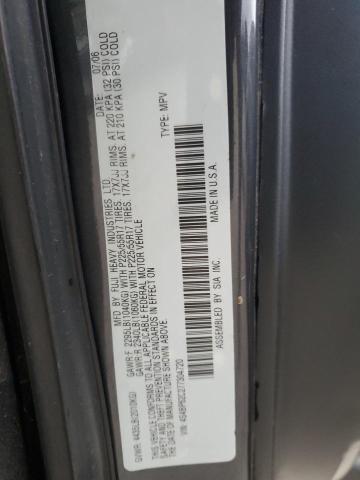 MFD. BY FUJI HEAVY INDUSTRIES LTD. DATE: 07/06
GVWR: 4435LB(2010KG)
GAWR:F 2295LB(1040KG) WITH P225/55R17 TIRES, 17X7JJ RIMS, AT 220 KPA (32 PSI) COLD
GAWR:R 2340LB(1060KG) WITH P225/55R17 TIRES, 17X7JJ RIMS, AT 210 KPA (30 PSI) COLD
THIS VEHICLE CONFORMS TO ALL APPLICABLE FEDERAL MOTOR VEHICLE
SAFETY AND THEFT PREVENTION STANDARDS IN EFFECT ON
THE DATE OF MANUFACTURE SHOWN ABOVE.
VIN: TYPE: MPV
ASSEMBLED BY SIA INC. MADE IN U.S.A.